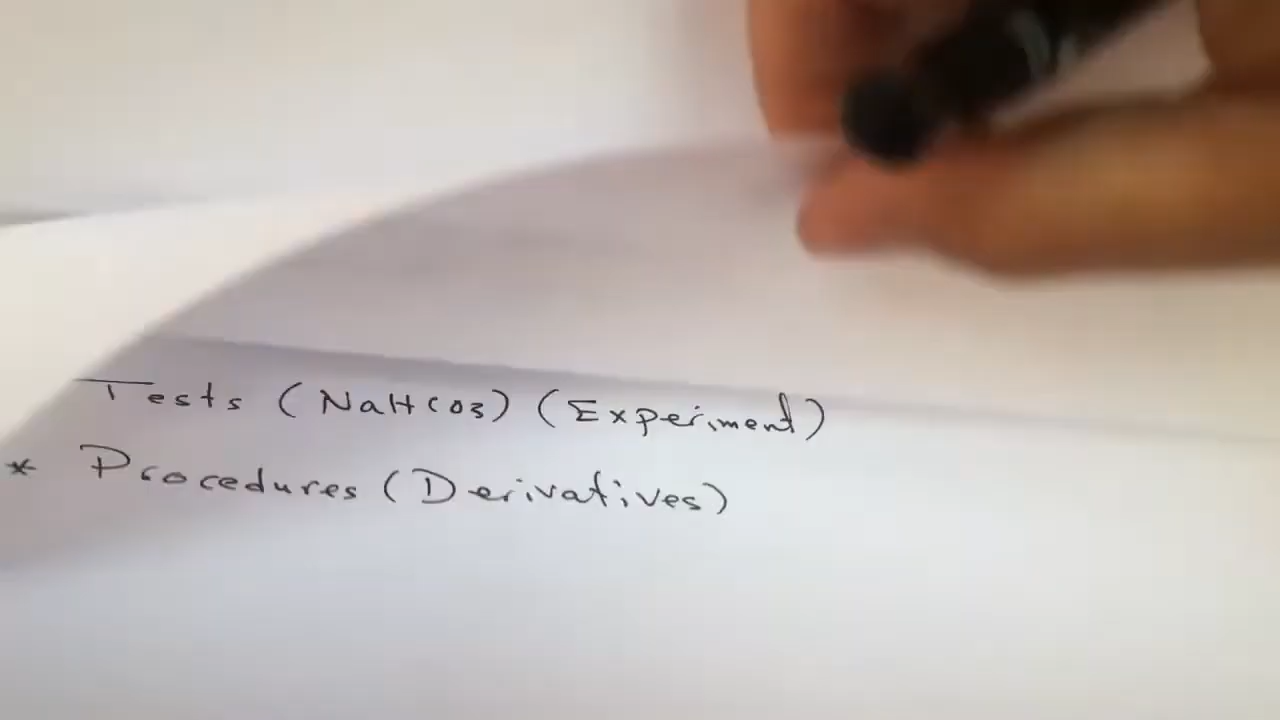 Tests (NaHCO3) (Experiment)
* Procedures (Derivatives)